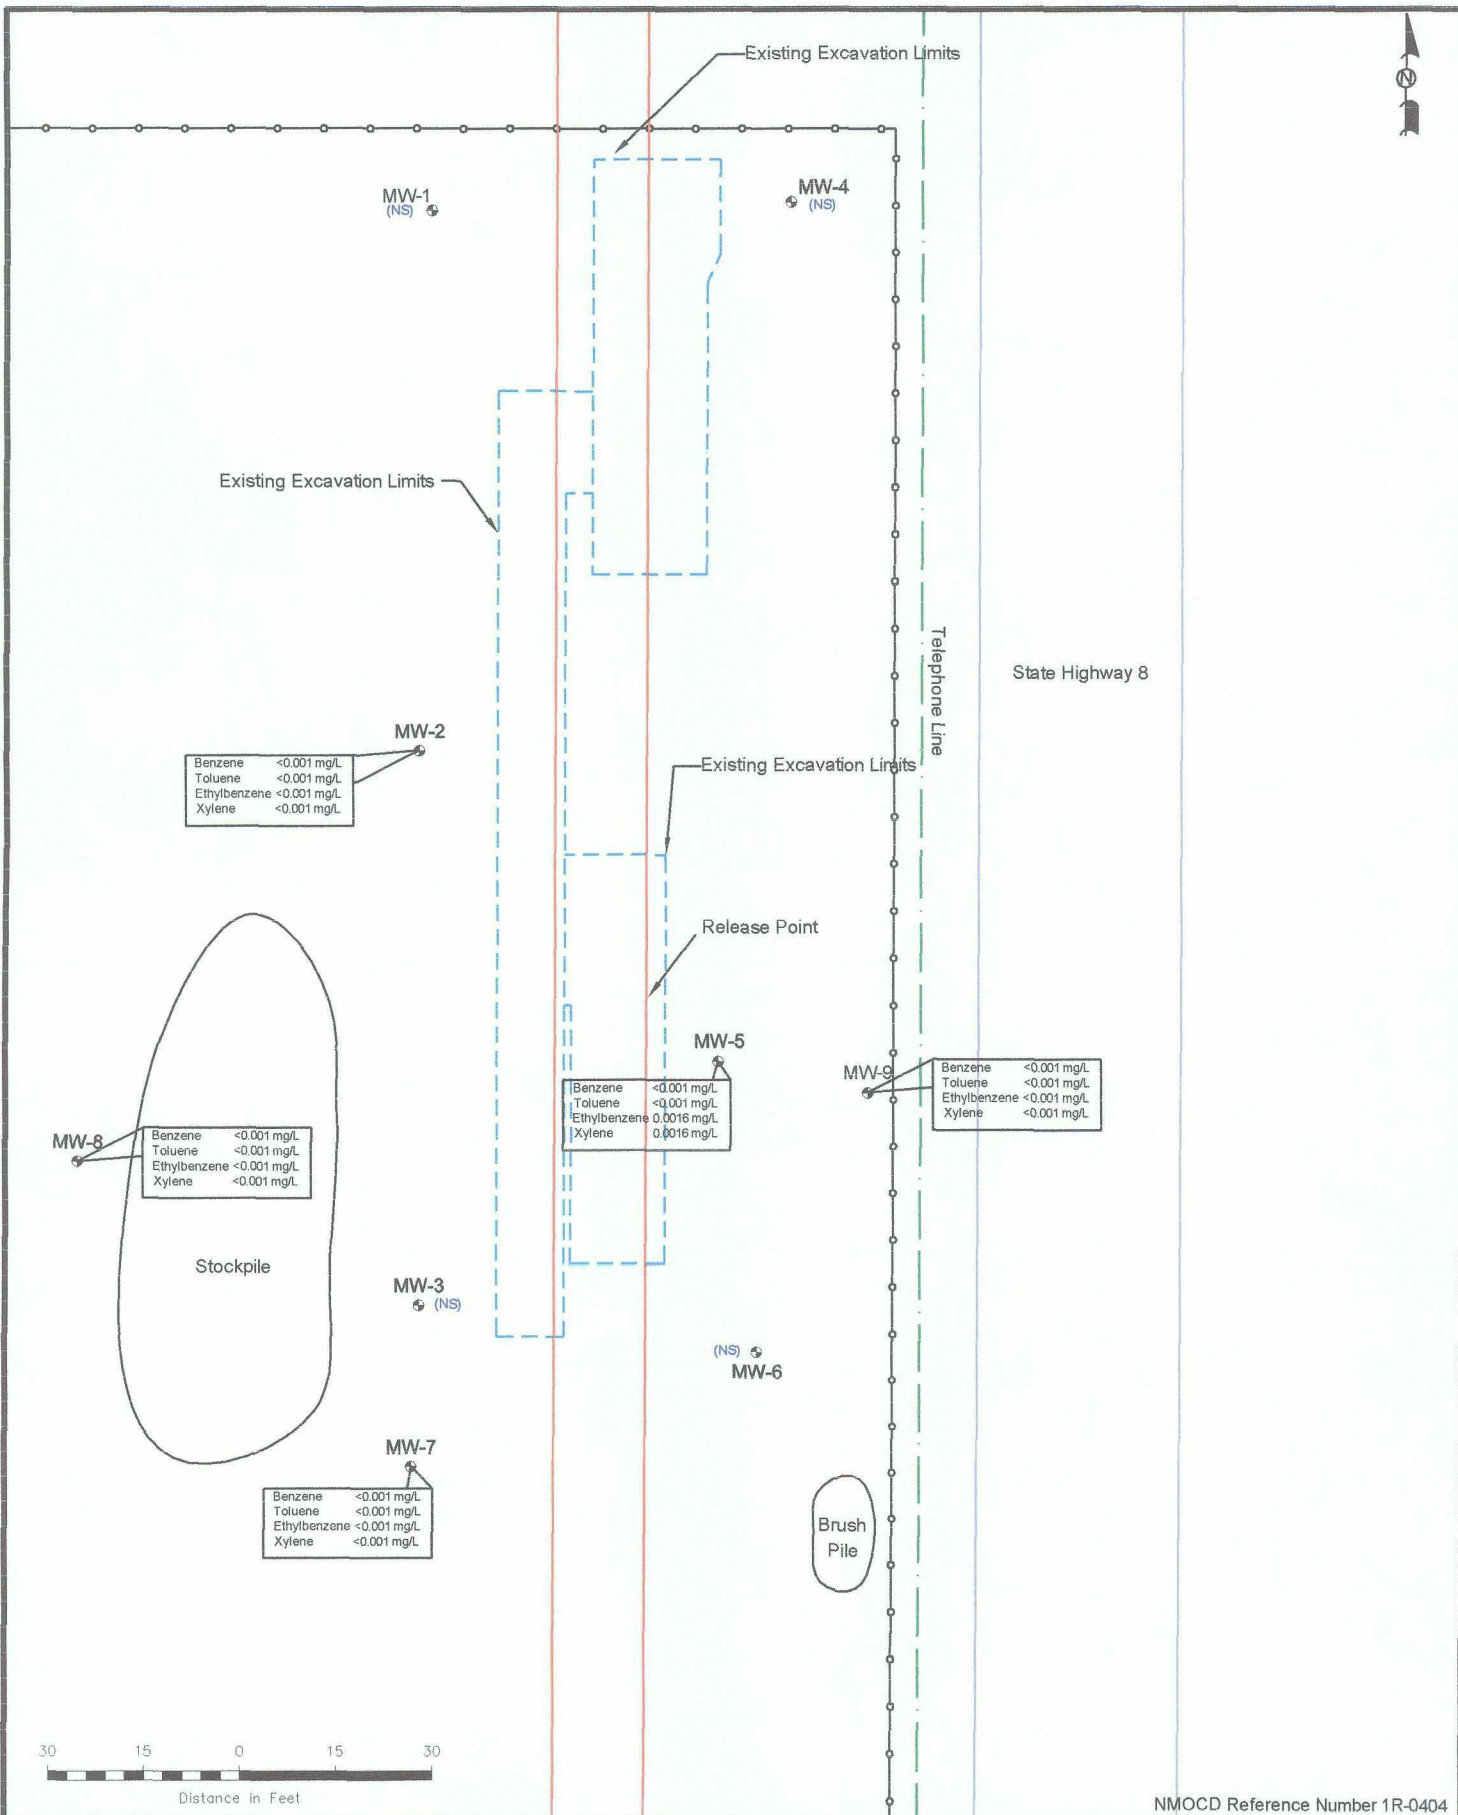 Existing Excavation Limits
N
MW-1
(NS)
MW-4
(NS)
Existing Excavation Limits
Telephone Line
State Highway 8
MW-2
Benzene <0.001 mg/L
Toluene <0.001 mg/L
Ethylbenzene <0.001 mg/L
Xylene <0.001 mg/L
Existing Excavation Limits
Release Point
MW-5
Benzene <0.001 mg/L
Toluene <0.001 mg/L
Ethylbenzene 0.0016 mg/L
Xylene 0.0016 mg/L
MW-9
Benzene <0.001 mg/L
Toluene <0.001 mg/L
Ethylbenzene <0.001 mg/L
Xylene <0.001 mg/L
MW-8
Benzene <0.001 mg/L
Toluene <0.001 mg/L
Ethylbenzene <0.001 mg/L
Xylene <0.001 mg/L
Stockpile
MW-3
(NS)
(NS)
MW-6
MW-7
Benzene <0.001 mg/L
Toluene <0.001 mg/L
Ethylbenzene <0.001 mg/L
Xylene <0.001 mg/L
Brush
Pile
30 15 0 15 30
Distance in Feet
NMOCD Reference Number 1R-0404